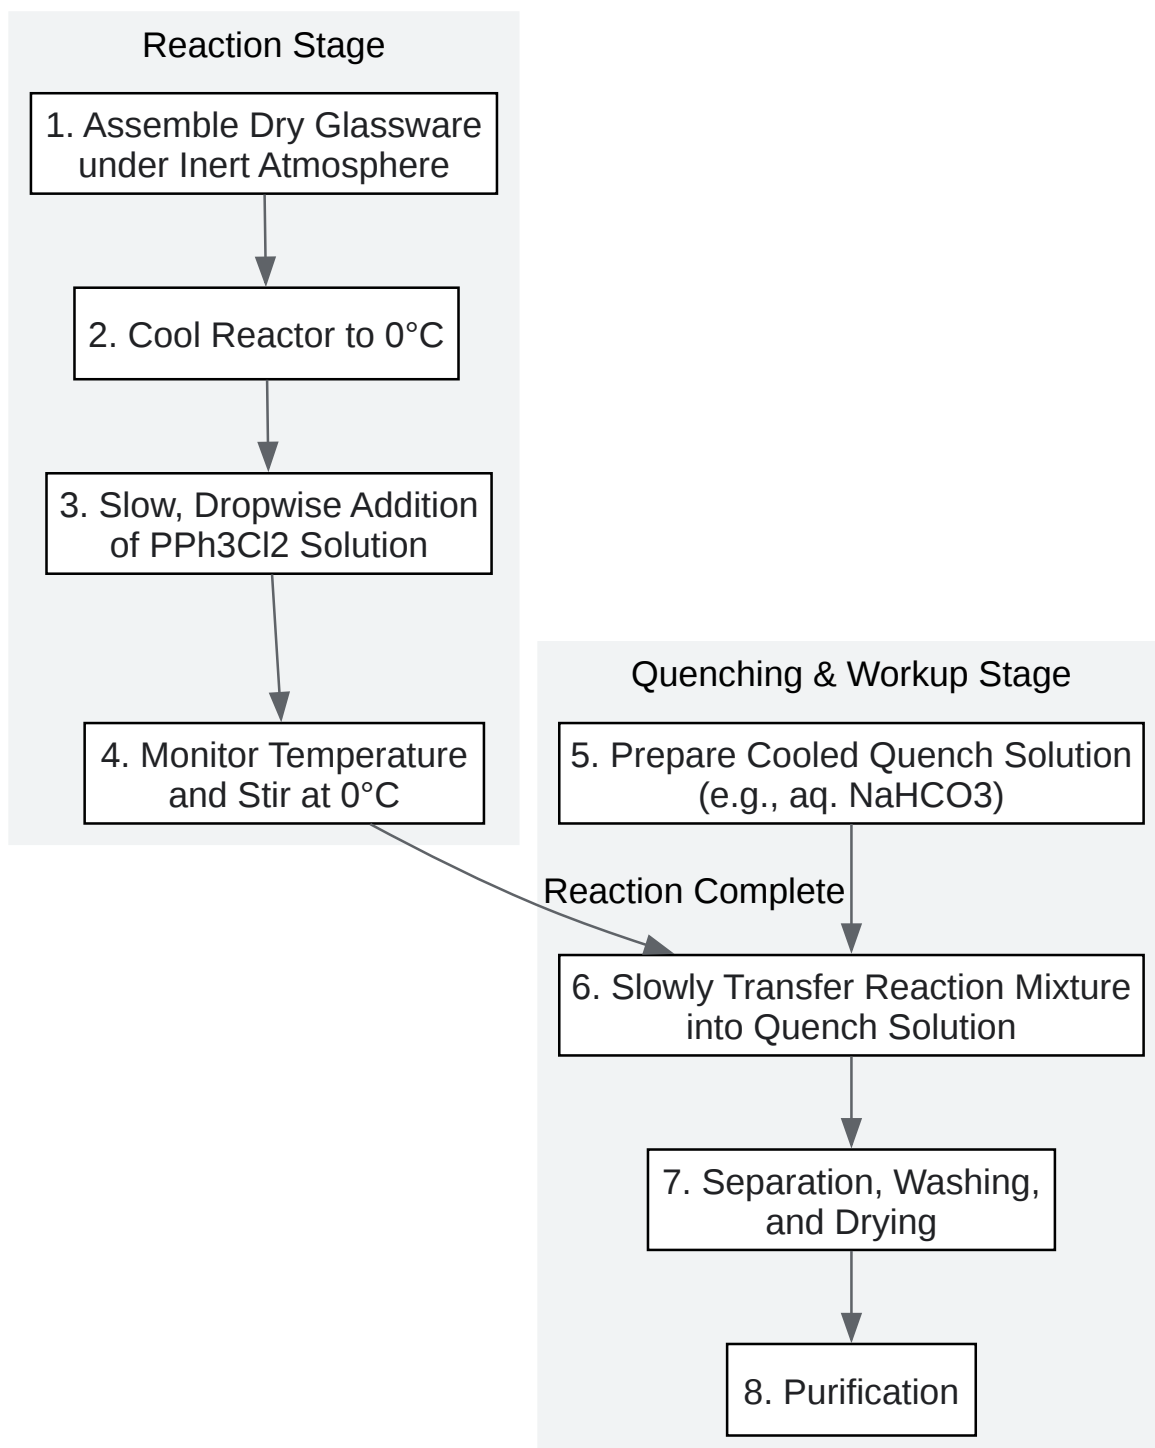 Reaction Stage
1. Assemble Dry Glassware
under Inert Atmosphere
2. Cool Reactor to 0°C
3. Slow, Dropwise Addition
of PPh3Cl2 Solution
4. Monitor Temperature
and Stir at 0°C
Quenching & Workup Stage
5. Prepare Cooled Quench Solution
(e.g., aq. NaHCO3)
Reaction Complete
6. Slowly Transfer Reaction Mixture
into Quench Solution
7. Separation, Washing,
and Drying
8. Purification